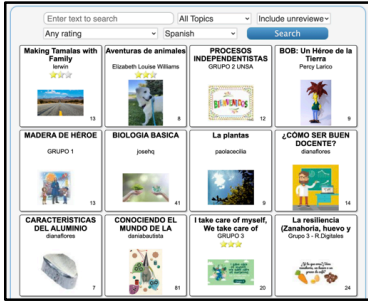 Enter text to search
All Topics
Include unreviewe
Any rating
Spanish
Search
Making Tamalas with Family
lerwin
13
Aventuras de animales
Elizabeth Louise Williams
8
PROCESOS INDEPENDENTISTAS
GRUPO 2 UNSA
BIENVENIDOS
12
BOB: Un Héroe de la Tierra
Percy Larico
9
MADERA DE HÉROE
GRUPO 1
13
BIOLOGIA BASICA
josehq
41
La plantas
paolacecilia
9
¿CÓMO SER BUEN DOCENTE?
dianaflores
14
CARACTERÍSTICAS DEL ALUMINIO
dianaflores
7
CONOCIENDO EL MUNDO DE LA
daniabautista
81
I take care of myself, We take care of
GRUPO 3
20
La resiliencia (Zanahoria, huevo y
Grupo 3 - R.Digitales
24